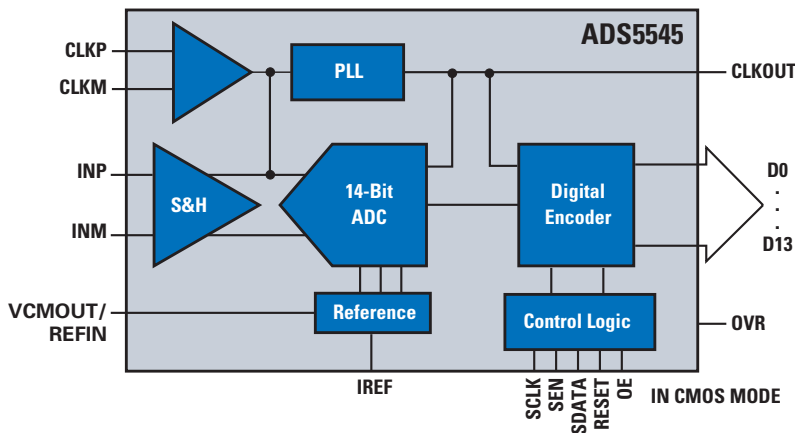 ADS5545
CLKP
CLKM
PLL
CLKOUT
INP
INM
S&H
14-Bit
ADC
Digital
Encoder
D0
.
.
.
D13
VCMOUT/
REFIN
Reference
Control Logic
OVR
IREF
SCLK
SEN
SDATA
RESET
OE
IN CMOS MODE